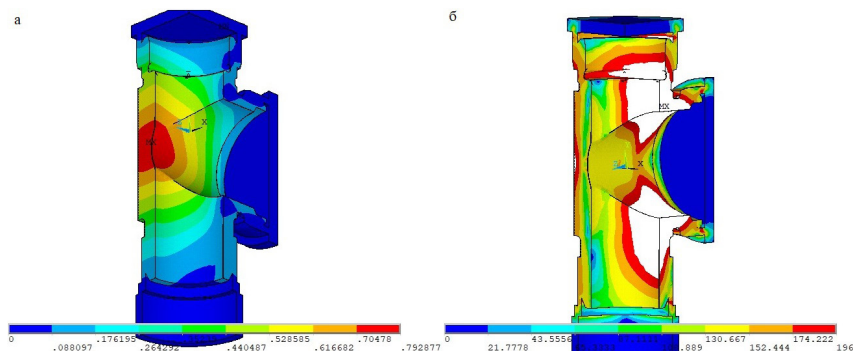 а
б
X
MX
MX
X
0 .176195 .528585 .70478
.088097 .264292 .440487 .616682 .792877
0 43.5556 130.667 174.222
21.7778 152.444 196